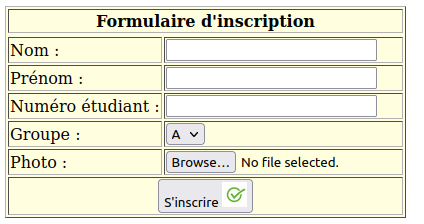 Formulaire d'inscription
Nom :
Prénom :
Numéro étudiant :
Groupe : A
Photo : Browse... No file selected.
S'inscrire